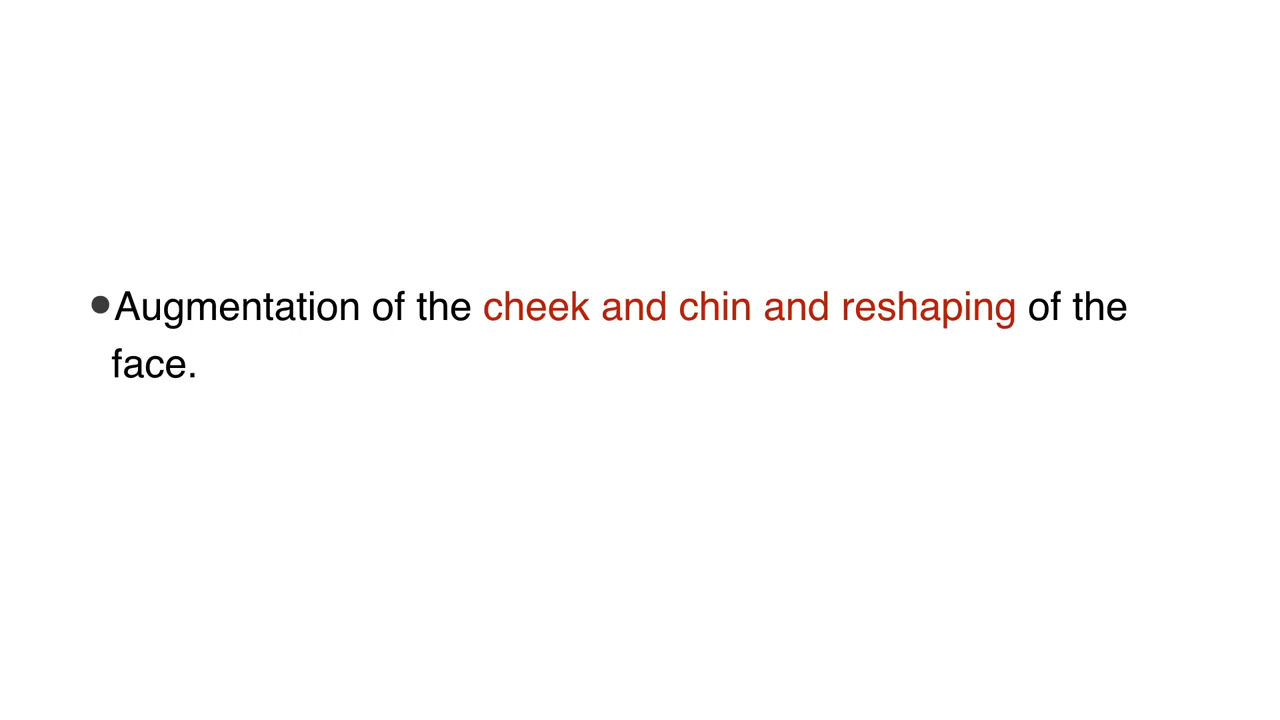 •Augmentation of the cheek and chin and reshaping of the
face.